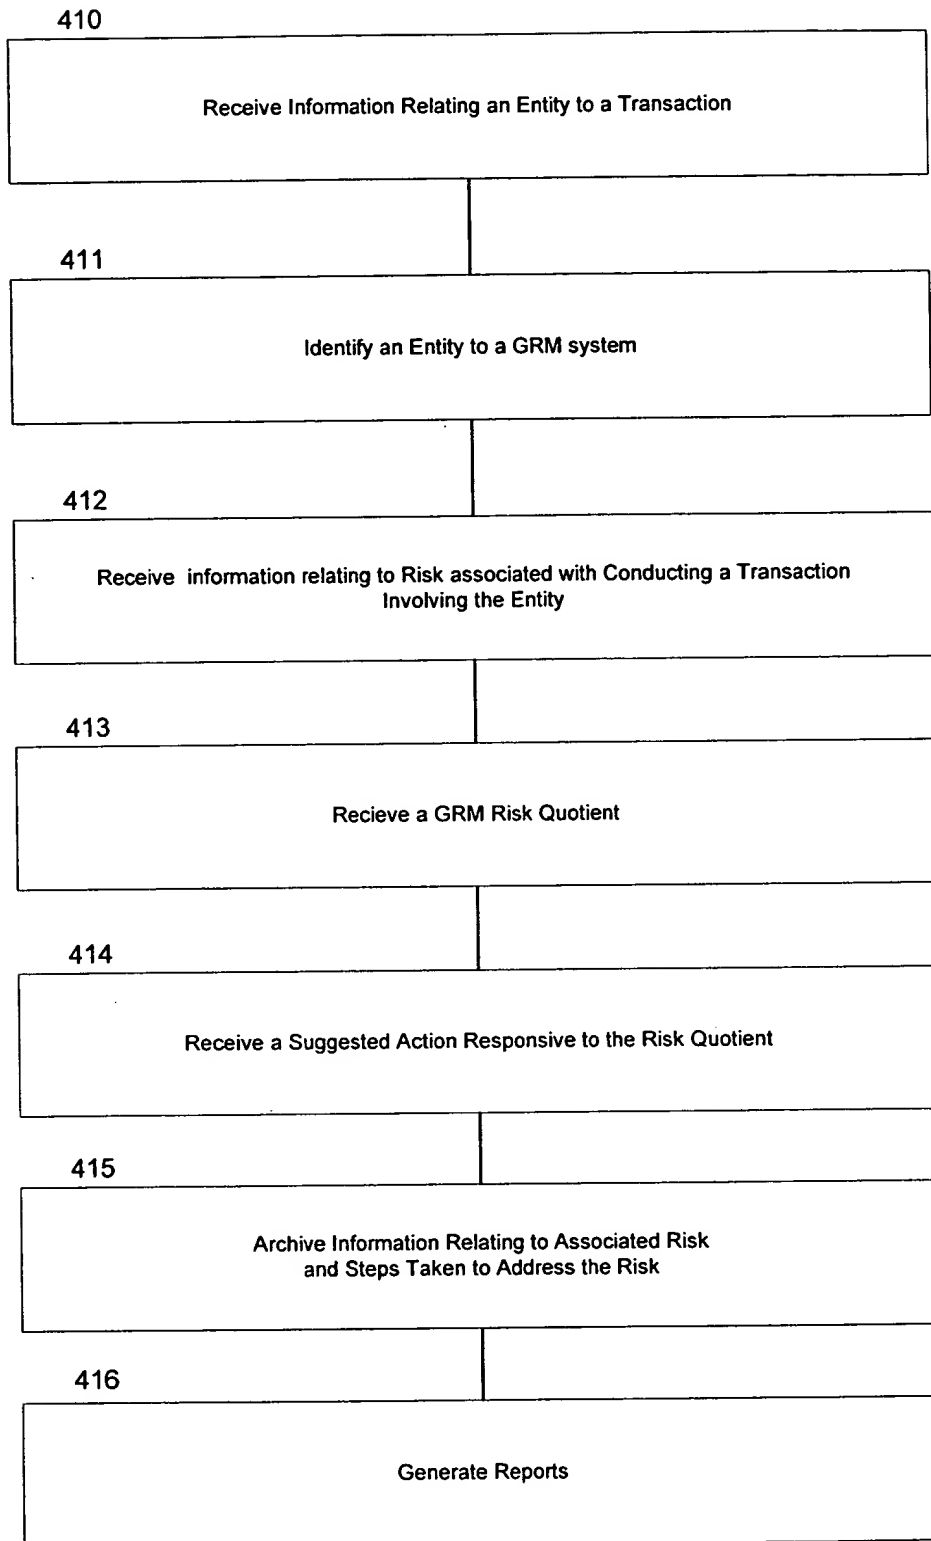 410
Receive Information Relating an Entity to a Transaction
411
Identify an Entity to a GRM system
412
Receive information relating to Risk associated with Conducting a Transaction
Involving the Entity
413
Recieve a GRM Risk Quotient
414
Receive a Suggested Action Responsive to the Risk Quotient
415
Archive Information Relating to Associated Risk
and Steps Taken to Address the Risk
416
Generate Reports